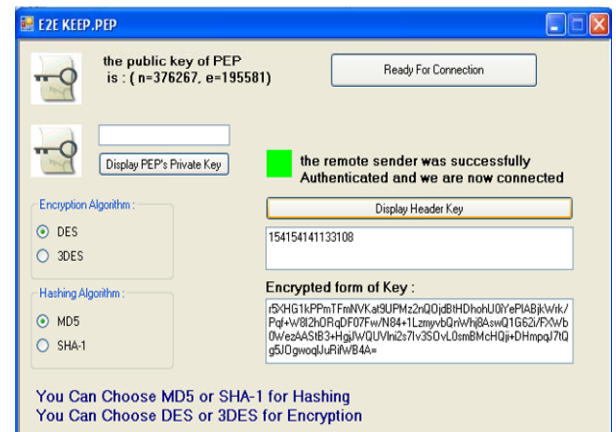 E2E KEEP.PEP
the public key of PEP
is : ( n=376267, e=195581)
Ready For Connection
Display PEP's Private Key
the remote sender was successfully
Authenticated and we are now connected
Encryption Algorithm :
DES
3DES
Display Header Key
154154141133108
Hashing Algorithm :
MD5
SHA-1
Encrypted form of Key :
You Can Choose MD5 or SHA-1 for Hashing
You Can Choose DES or 3DES for Encryption